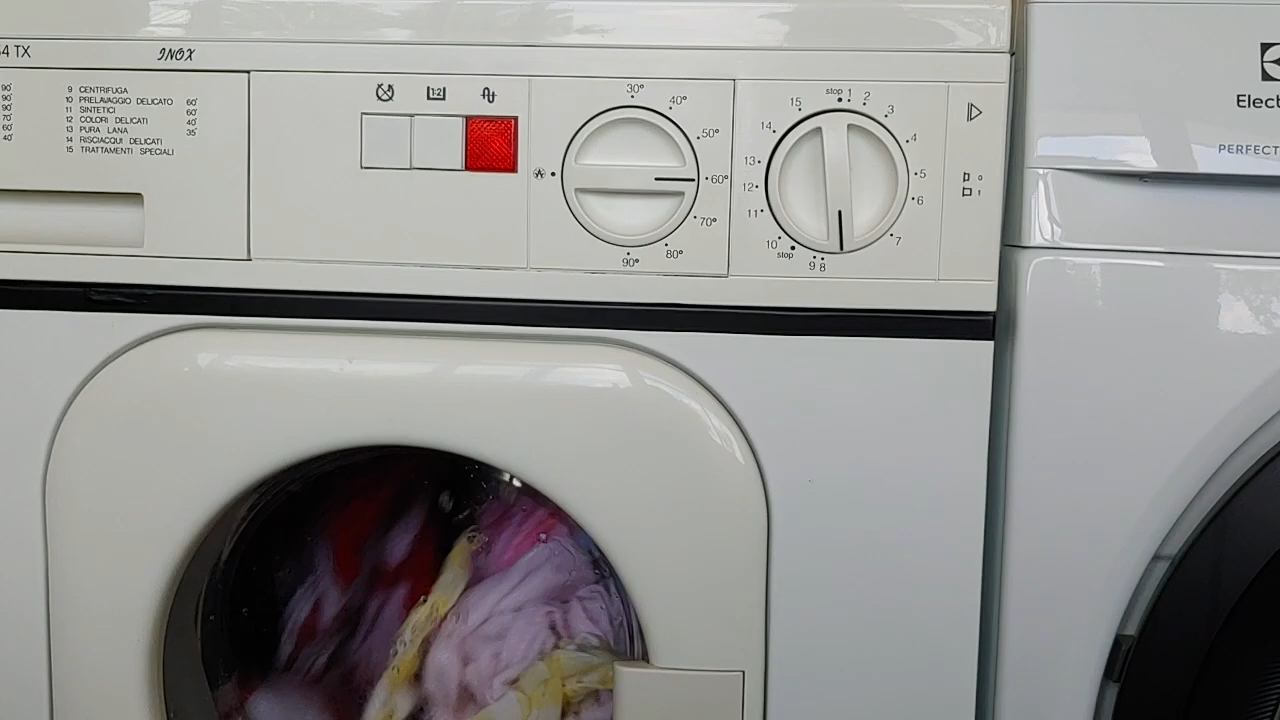 4 TX INOX
90°
90°
90°
70°
60°
40°
9 CENTRIFUGA
10 PRELAVAGGIO DELICATO 60°
11 SINTETICI 60°
12 COLORI DELICATI 40°
13 PURA LANA 35°
14 RISCIACQUI DELICATI
15 TRATTAMENTI SPECIALI
1·2
30°
40°
50°
60°
70°
80°
90°
stop 1
2
3
4
5
6
7
8
9
stop
10
11
12
13
14
15
0
1
Elec
PERFECT